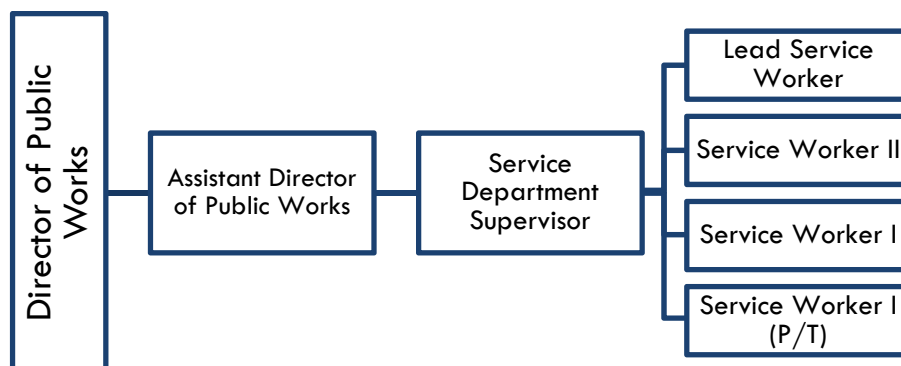 Director of Public
Works
Assistant Director
of Public Works
Service
Department
Supervisor
Lead Service
Worker
Service Worker II
Service Worker I
Service Worker I
(P/T)